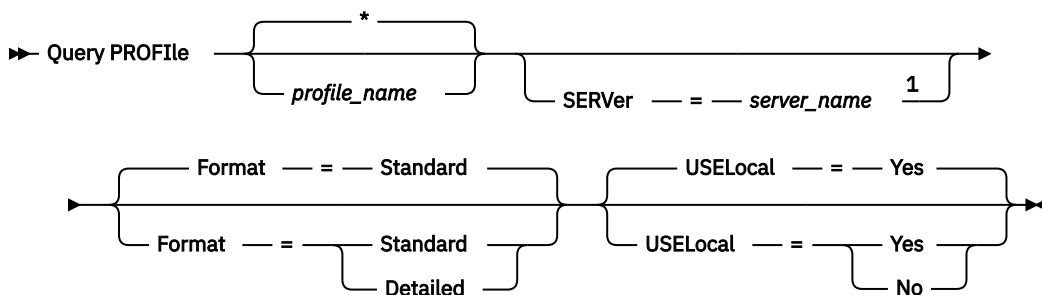 *
Query PROFIle
profile_name
SERVer = server_name 1
Format = Standard
USELocal = Yes
Format = Standard
Detailed
USELocal = Yes
No